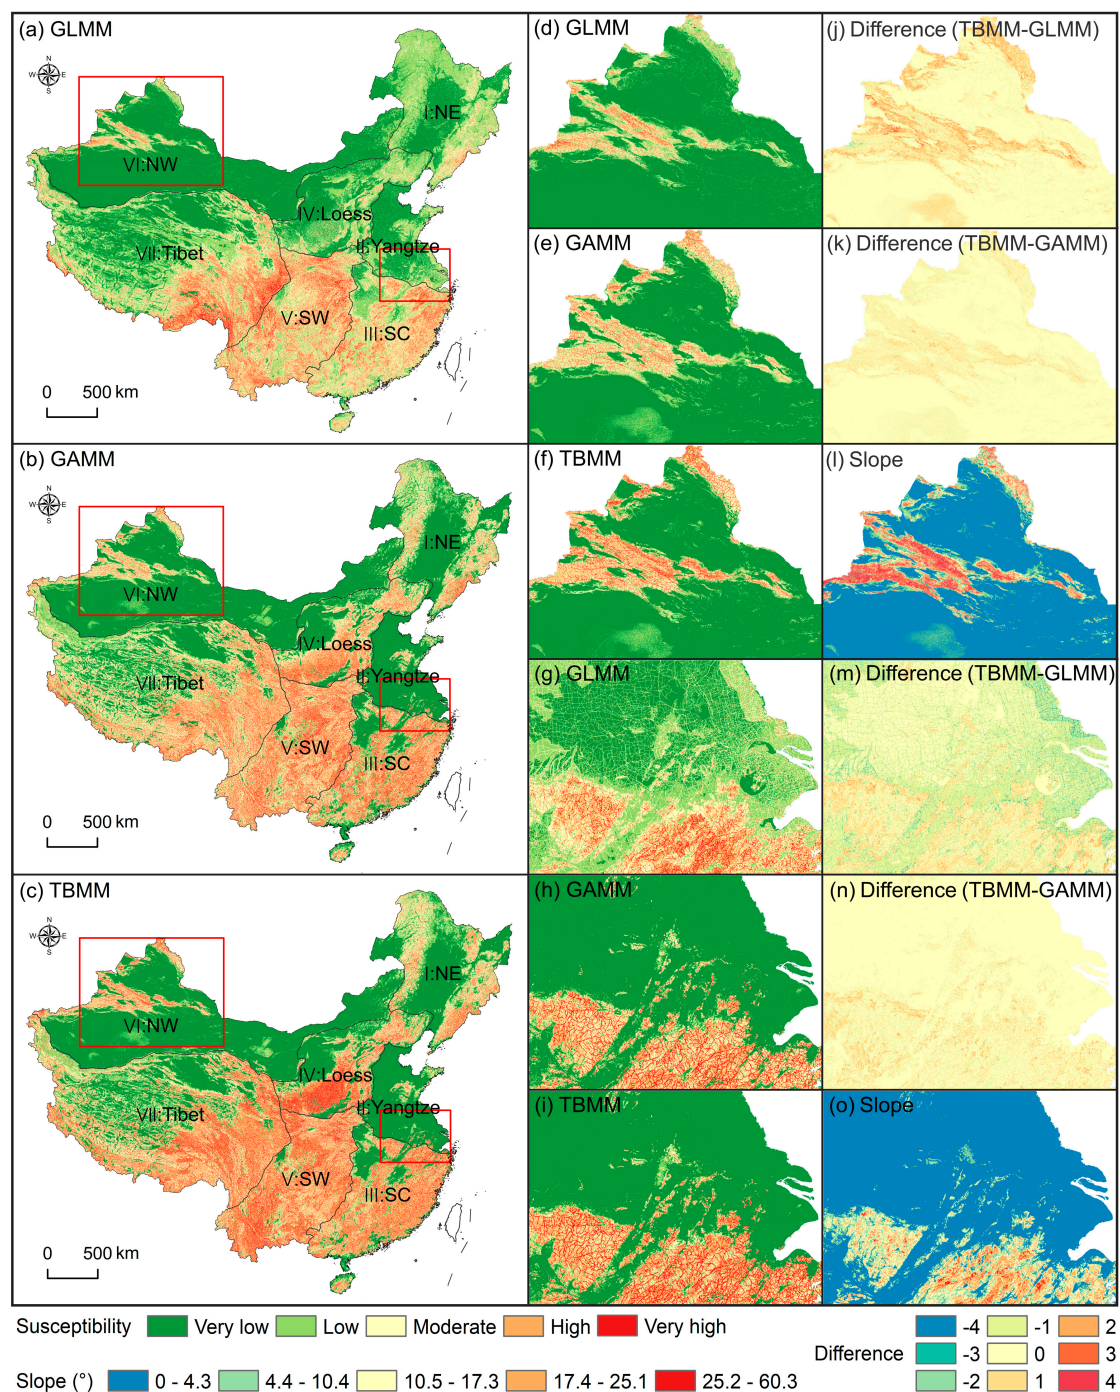 (a) GLMM
N
W E
S
I:NE
VI:NW
IV:Loess
II:Yangtze
VII:Tibet
V:SW
III:SC
0 500 km
(b) GAMM
N
W E
S
I:NE
VI:NW
IV:Loess
II:Yangtze
VII:Tibet
V:SW
III:SC
0 500 km
(c) TBMM
N
W E
S
I:NE
VI:NW
IV:Loess
II:Yangtze
VII:Tibet
V:SW
III:SC
0 500 km
(d) GLMM
(j) Difference (TBMM-GLMM)
(e) GAMM
(k) Difference (TBMM-GAMM)
(f) TBMM
(l) Slope
(g) GLMM
(m) Difference (TBMM-GLMM)
(h) GAMM
(n) Difference (TBMM-GAMM)
(i) TBMM
(o) Slope
Susceptibility Very low Low Moderate High Very high
Slope (°) 0 - 4.3 4.4 - 10.4 10.5 - 17.3 17.4 - 25.1 25.2 - 60.3
-4 -1 2
Difference -3 0 3
-2 1 4